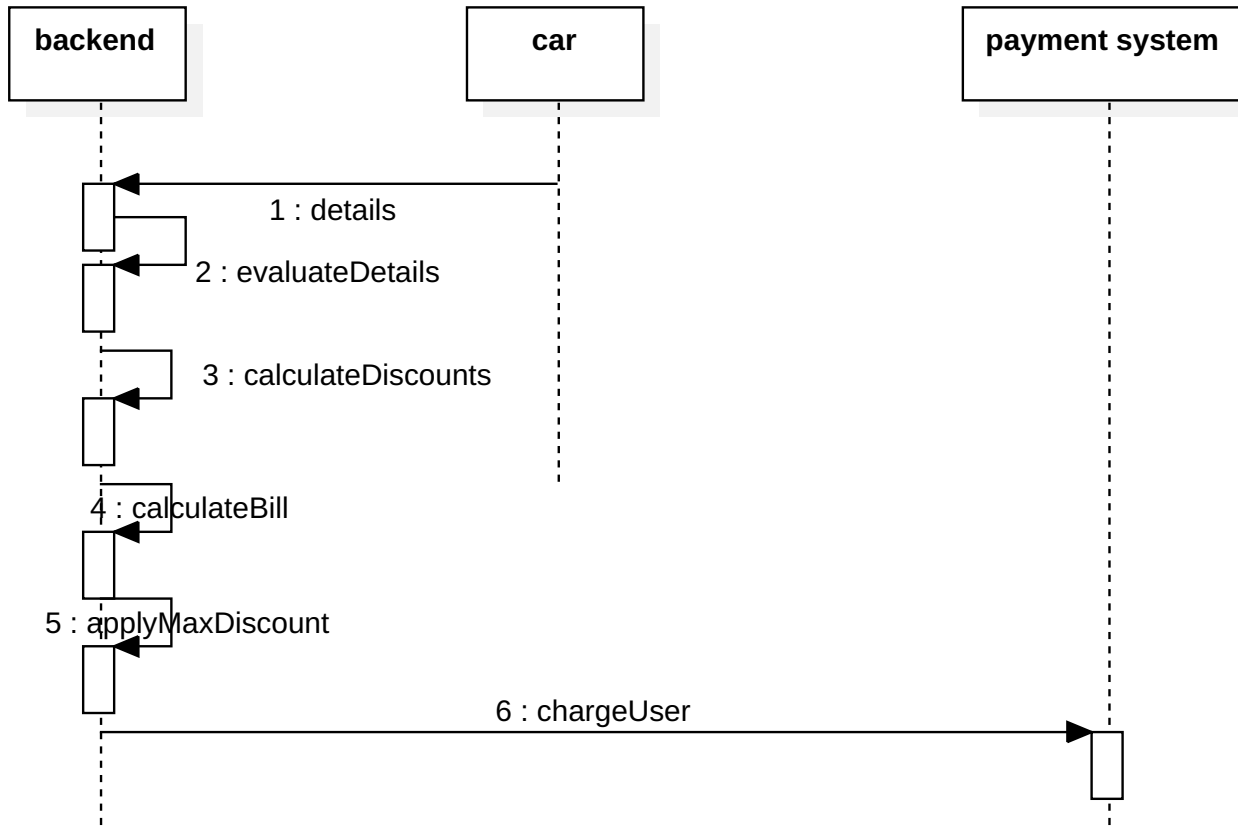 backend
car
payment system
1 : details
2 : evaluateDetails
3 : calculateDiscounts
4 : calculateBill
5 : applyMaxDiscount
6 : chargeUser